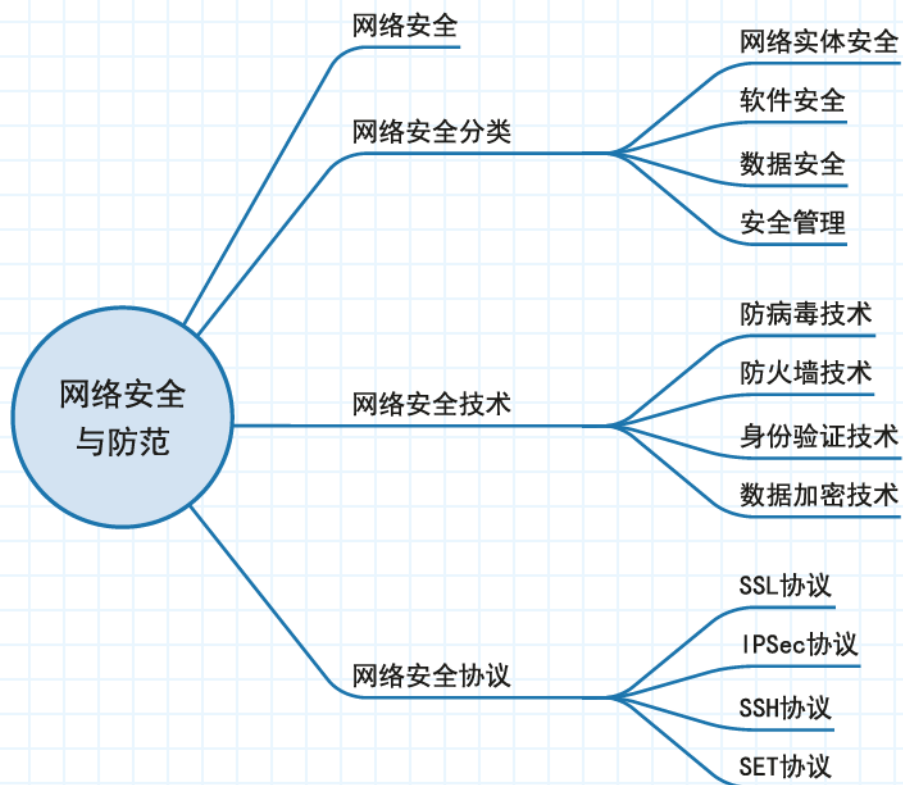 网络安全
与防范
网络安全
网络安全分类
网络实体安全
软件安全
数据安全
安全管理
网络安全技术
防病毒技术
防火墙技术
身份验证技术
数据加密技术
网络安全协议
SSL协议
IPSec协议
SSH协议
SET协议